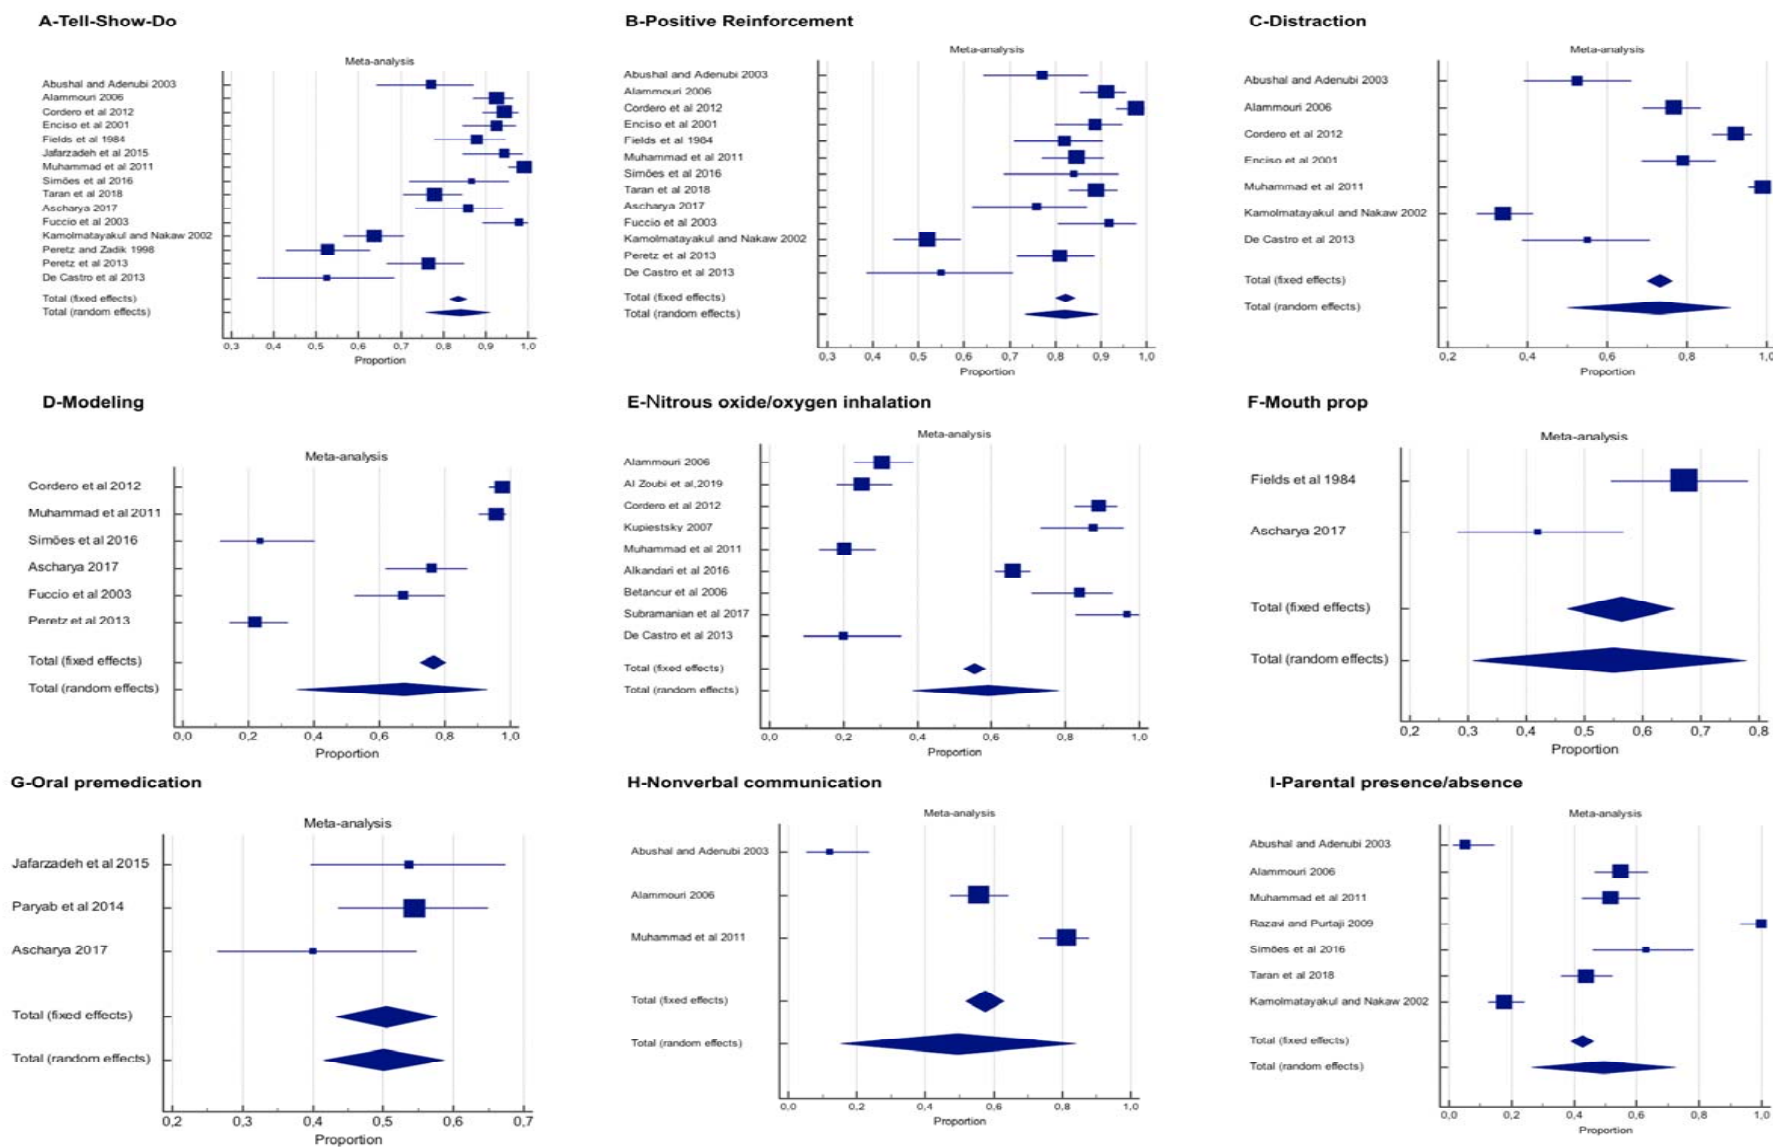 A-Tell-Show-Do
Meta-analysis
Abushal and Adenubi 2003
Alammouri 2006
Cordero et al 2012
Enciso et al 2001
Fields et al 1984
Jafarzadeh et al 2015
Muhammad et al 2011
Simões et al 2016
Taran et al 2018
Ascharya 2017
Fuccio et al 2003
Kamolmatayakul and Nakaw 2002
Peretz and Zadik 1998
Peretz et al 2013
De Castro et al 2013
Total (fixed effects)
Total (random effects)
0,3 0,4 0,5 0,6 0,7 0,8 0,9 1,0
Proportion
B-Positive Reinforcement
Meta-analysis
Abushal and Adenubi 2003
Alammouri 2006
Cordero et al 2012
Enciso et al 2001
Fields et al 1984
Muhammad et al 2011
Simões et al 2016
Taran et al 2018
Ascharya 2017
Fuccio et al 2003
Kamolmatayakul and Nakaw 2002
Peretz et al 2013
De Castro et al 2013
Total (fixed effects)
Total (random effects)
0,3 0,4 0,5 0,6 0,7 0,8 0,9 1,0
Proportion
C-Distraction
Meta-analysis
Abushal and Adenubi 2003
Alammouri 2006
Cordero et al 2012
Enciso et al 2001
Muhammad et al 2011
Kamolmatayakul and Nakaw 2002
De Castro et al 2013
Total (fixed effects)
Total (random effects)
0,2 0,4 0,6 0,8 1,0
Proportion
D-Modeling
Meta-analysis
Cordero et al 2012
Muhammad et al 2011
Simões et al 2016
Ascharya 2017
Fuccio et al 2003
Peretz et al 2013
Total (fixed effects)
Total (random effects)
0,0 0,2 0,4 0,6 0,8 1,0
Proportion
E-Nitrous oxide/oxygen inhalation
Meta-analysis
Alammouri 2006
Al Zoubi et al,2019
Cordero et al 2012
Kupiestsky 2007
Muhammad et al 2011
Alkandari et al 2016
Betancur et al 2006
Subramanian et al 2017
De Castro et al 2013
Total (fixed effects)
Total (random effects)
0,0 0,2 0,4 0,6 0,8 1,0
Proportion
F-Mouth prop
Meta-analysis
Fields et al 1984
Ascharya 2017
Total (fixed effects)
Total (random effects)
0,2 0,3 0,4 0,5 0,6 0,7 0,8
Proportion
G-Oral premedication
Meta-analysis
Jafarzadeh et al 2015
Paryab et al 2014
Ascharya 2017
Total (fixed effects)
Total (random effects)
0,2 0,3 0,4 0,5 0,6 0,7
Proportion
H-Nonverbal communication
Meta-analysis
Abushal and Adenubi 2003
Alammouri 2006
Muhammad et al 2011
Total (fixed effects)
Total (random effects)
0,0 0,2 0,4 0,6 0,8 1,0
Proportion
I-Parental presence/absence
Meta-analysis
Abushal and Adenubi 2003
Alammouri 2006
Muhammad et al 2011
Razavi and Purtaji 2009
Simões et al 2016
Taran et al 2018
Kamolmatayakul and Nakaw 2002
Total (fixed effects)
Total (random effects)
0,0 0,2 0,4 0,6 0,8 1,0
Proportion